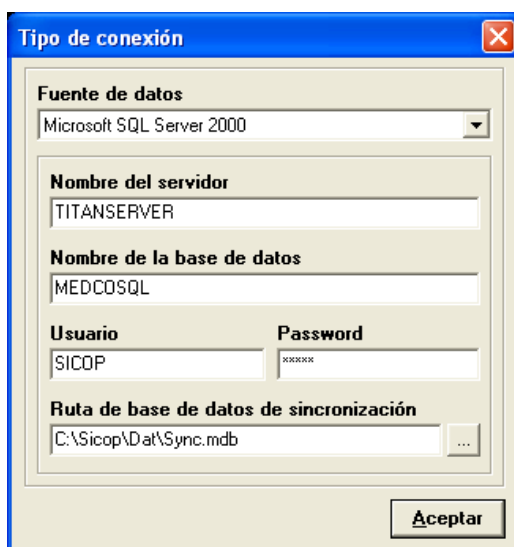 Tipo de conexión
Fuente de datos
Microsoft SQL Server 2000
Nombre del servidor
TITANSERVER
Nombre de la base de datos
MEDCOSQL
Usuario Password
SICOP xxxxx
Ruta de base de datos de sincronización
C:\Sicop\Dat\Sync.mdb ...
Aceptar